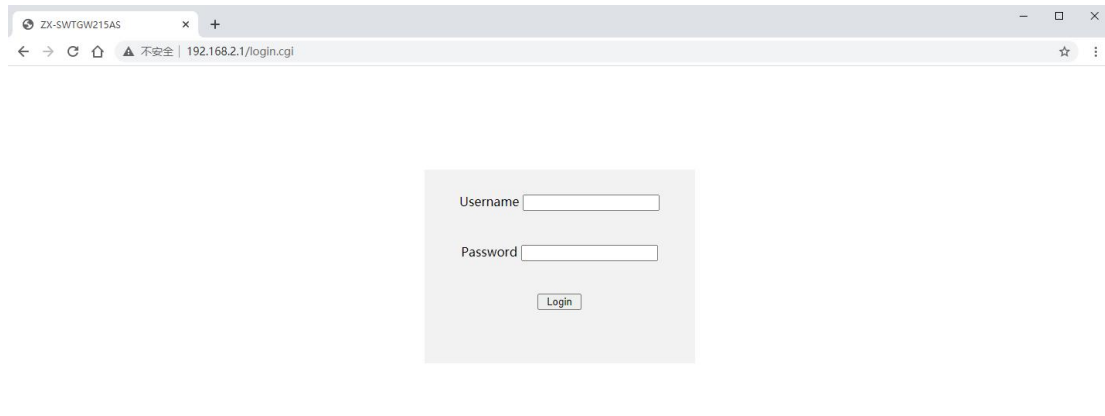 ZX-SWTGW215AS
不安全 | 192.168.2.1/login.cgi
Username
Password
Login